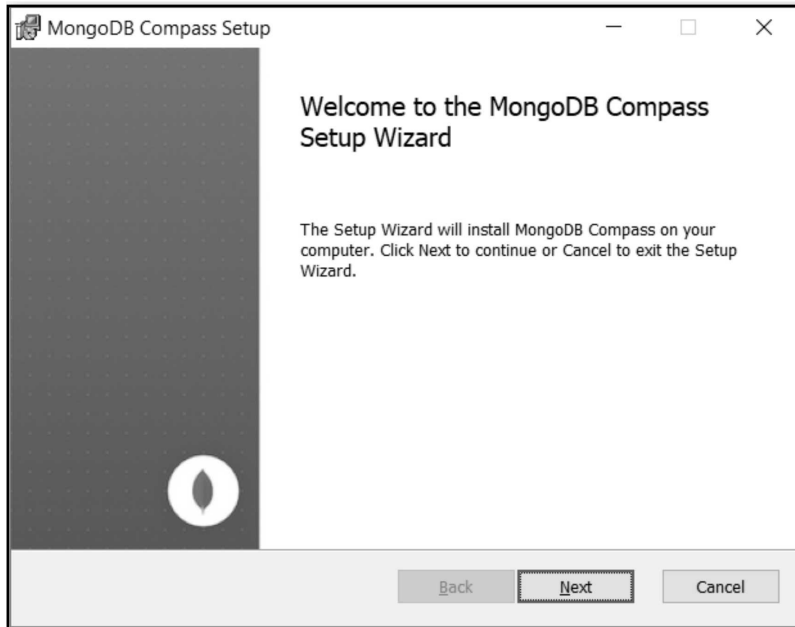 MongoDB Compass Setup
Welcome to the MongoDB Compass
Setup Wizard
The Setup Wizard will install MongoDB Compass on your
computer. Click Next to continue or Cancel to exit the Setup
Wizard.
Back Next Cancel